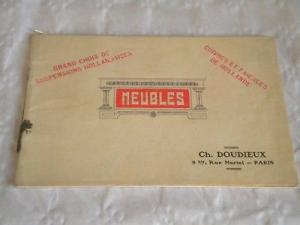 GRAND CHOIX DE
SUSPENSIONS HOLLANDAISES
CUIVRES ET FAIENCES
DE HOLLANDE
MEUBLES
Ch. DOUDIEUX
Rue Martel — PARIS